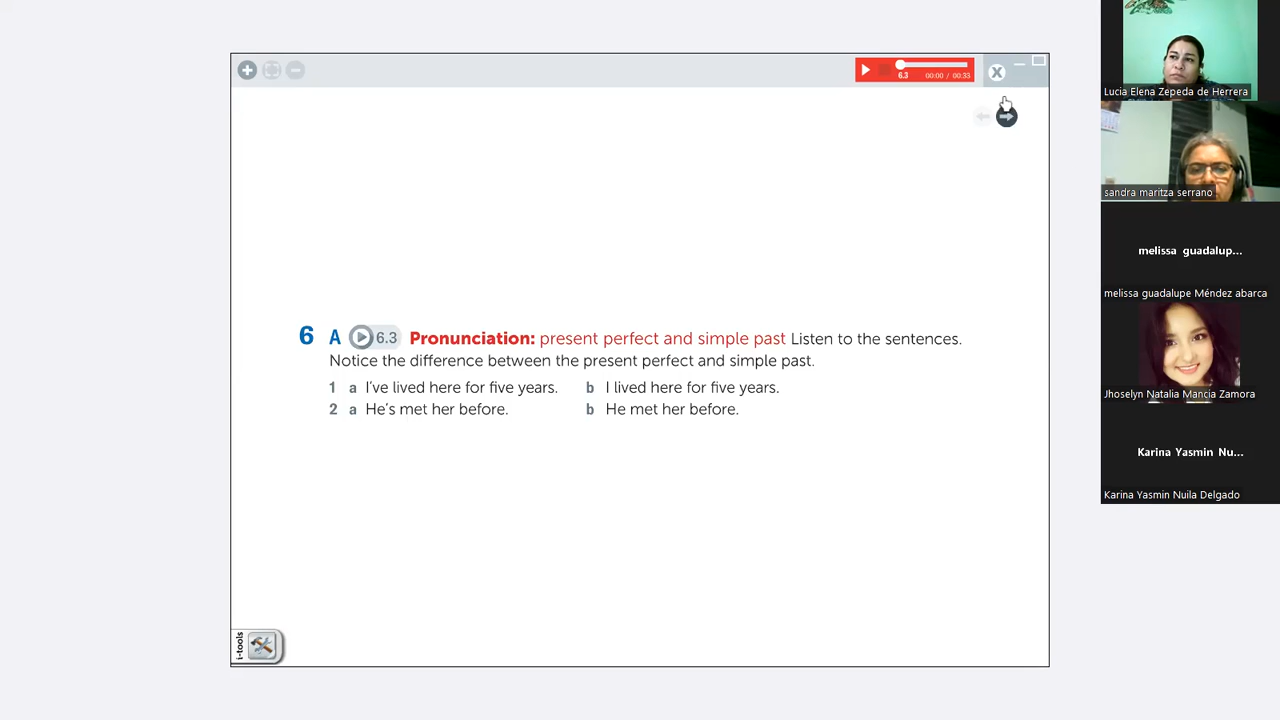 6.3 00:00 / 00:33
X
6 A 6.3 Pronunciation: present perfect and simple past Listen to the sentences.
Notice the difference between the present perfect and simple past.
1 a I've lived here for five years. b I lived here for five years.
2 a He's met her before. b He met her before.
i-tools
Lucia Elena Zepeda de Herrera
sandra maritza serrano
melissa guadalup...
melissa guadalupe Méndez abarca
Jhoselyn Natalia Mancia Zamora
Karina Yasmin Nu...
Karina Yasmin Nuila Delgado